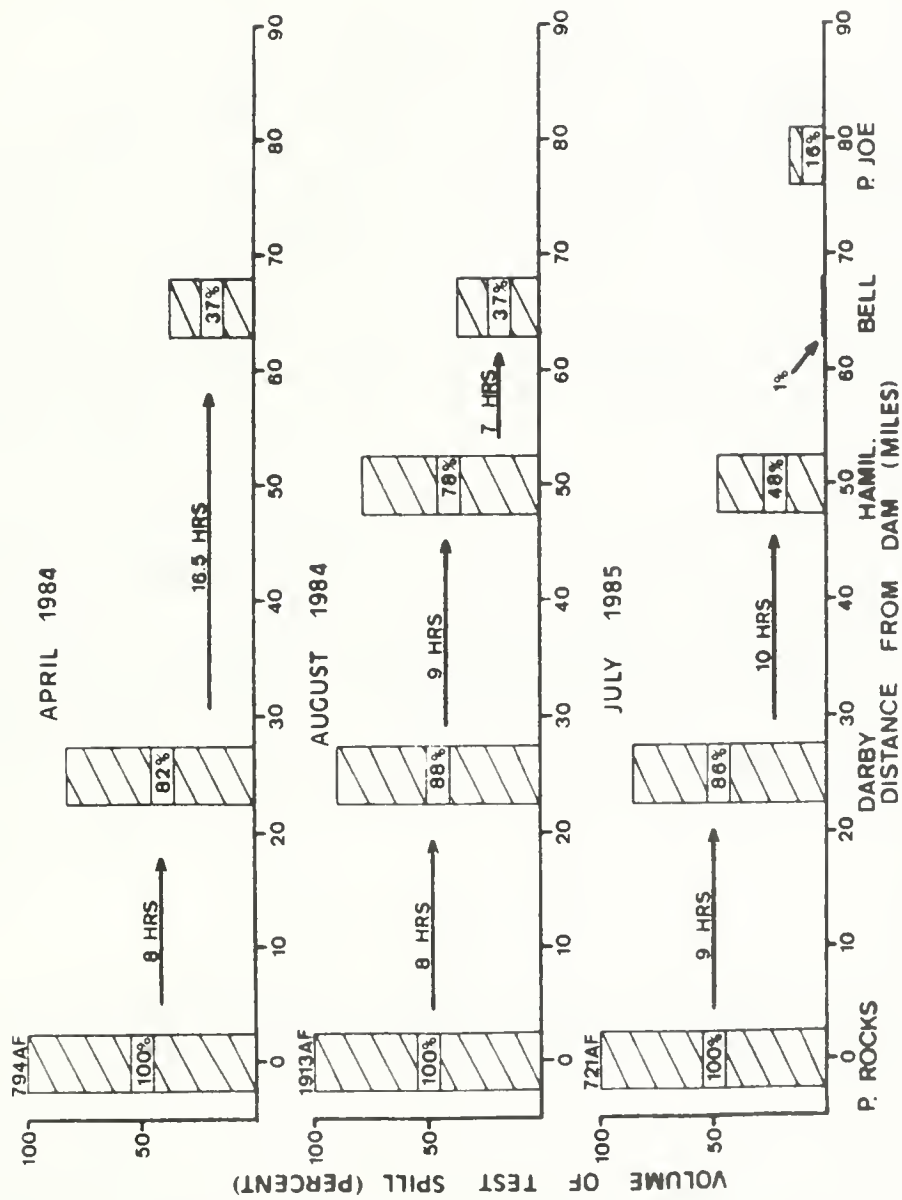 VOLUME OF TEST SPILL (PERCENT)
APRIL 1984
100
50
794AF
100%
8 HRS
82%
16.5 HRS
37%
0 10 20 30 40 50 60 70 80 90
AUGUST 1984
100
50
1913AF
100%
8 HRS
88%
9 HRS
78%
7 HRS
37%
0 10 20 30 40 50 60 70 80 90
JULY 1985
100
50
721AF
100%
9 HRS
86%
10 HRS
48%
1%
16%
0 10 20 30 40 50 60 70 80 90
P. ROCKS DARBY HAMIL. BELL P. JOE
DISTANCE FROM DAM (MILES)